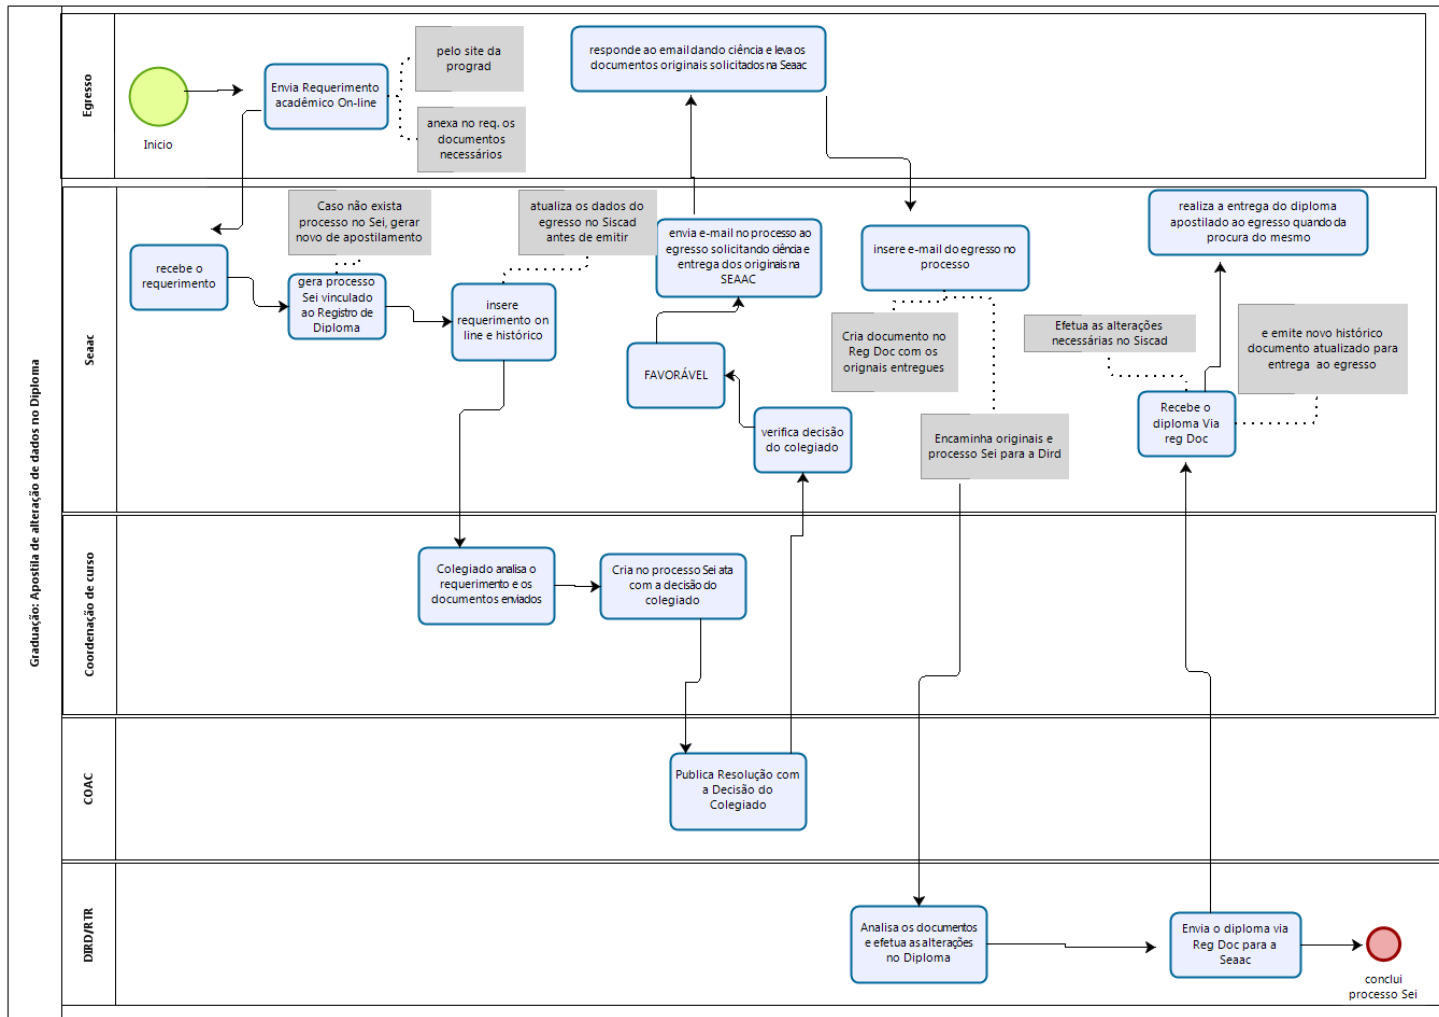 Graduação: Apostila de alteração de dados no Diploma
Egresso
Inicio
Envia Requerimento
acadêmico On-line
pelo site da
prograd
anexa no req. os
documentos
necessários
responde ao email dando ciência e leva os
documentos originais solicitados na Seaac
Seaac
recebe o
requerimento
Caso não exista
processo no Sei, gerar
novo de apostilamento
gera processo
Sei vinculado
ao Registro de
Diploma
atualiza os dados do
egresso no Siscad
antes de emitir
insere
requerimento on
line e histórico
envia e-mail no processo ao
egresso solicitando ciência e
entrega dos originais na
SEAAC
FAVORÁVEL
verifica decisão
do colegiado
insere e-mail do egresso no
processo
Cria documento no
Reg Doc com os
orignais entregues
Encaminha originais e
processo Sei para a Dird
realiza a entrega do diploma
apostilado ao egresso quando da
procura do mesmo
Efetua as alterações
necessárias no Siscad
e emite novo histórico
documento atualizado para
entrega ao egresso
Recebe o
diploma Via
reg Doc
Coordenação de curso
Colegiado analisa o
requerimento e os
documentos enviados
Cria no processo Sei ata
com a decisão do
colegiado
COAC
Publica Resolução com
a Decisão do
Colegiado
DIRD/RTR
Analisa os documentos
e efetua as alterações
no Diploma
Envia o diploma via
Reg Doc para a
Seaac
conclui
processo Sei